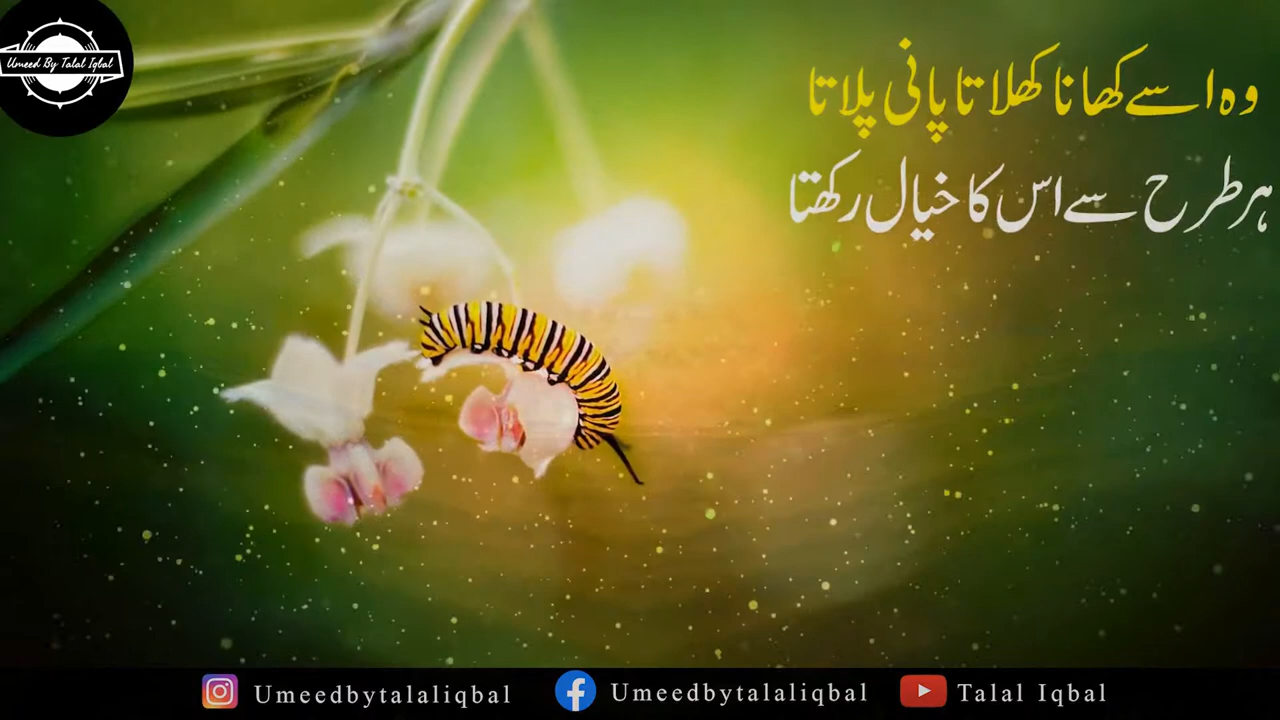 Umeed By Talal Iqbal
وہ اسے کھانا کھلاتا پانی پلاتا
ہر طرح سے اس کا خیال رکھتا
Umeedbytalaliqbal
Umeedbytalaliqbal
Talal Iqbal